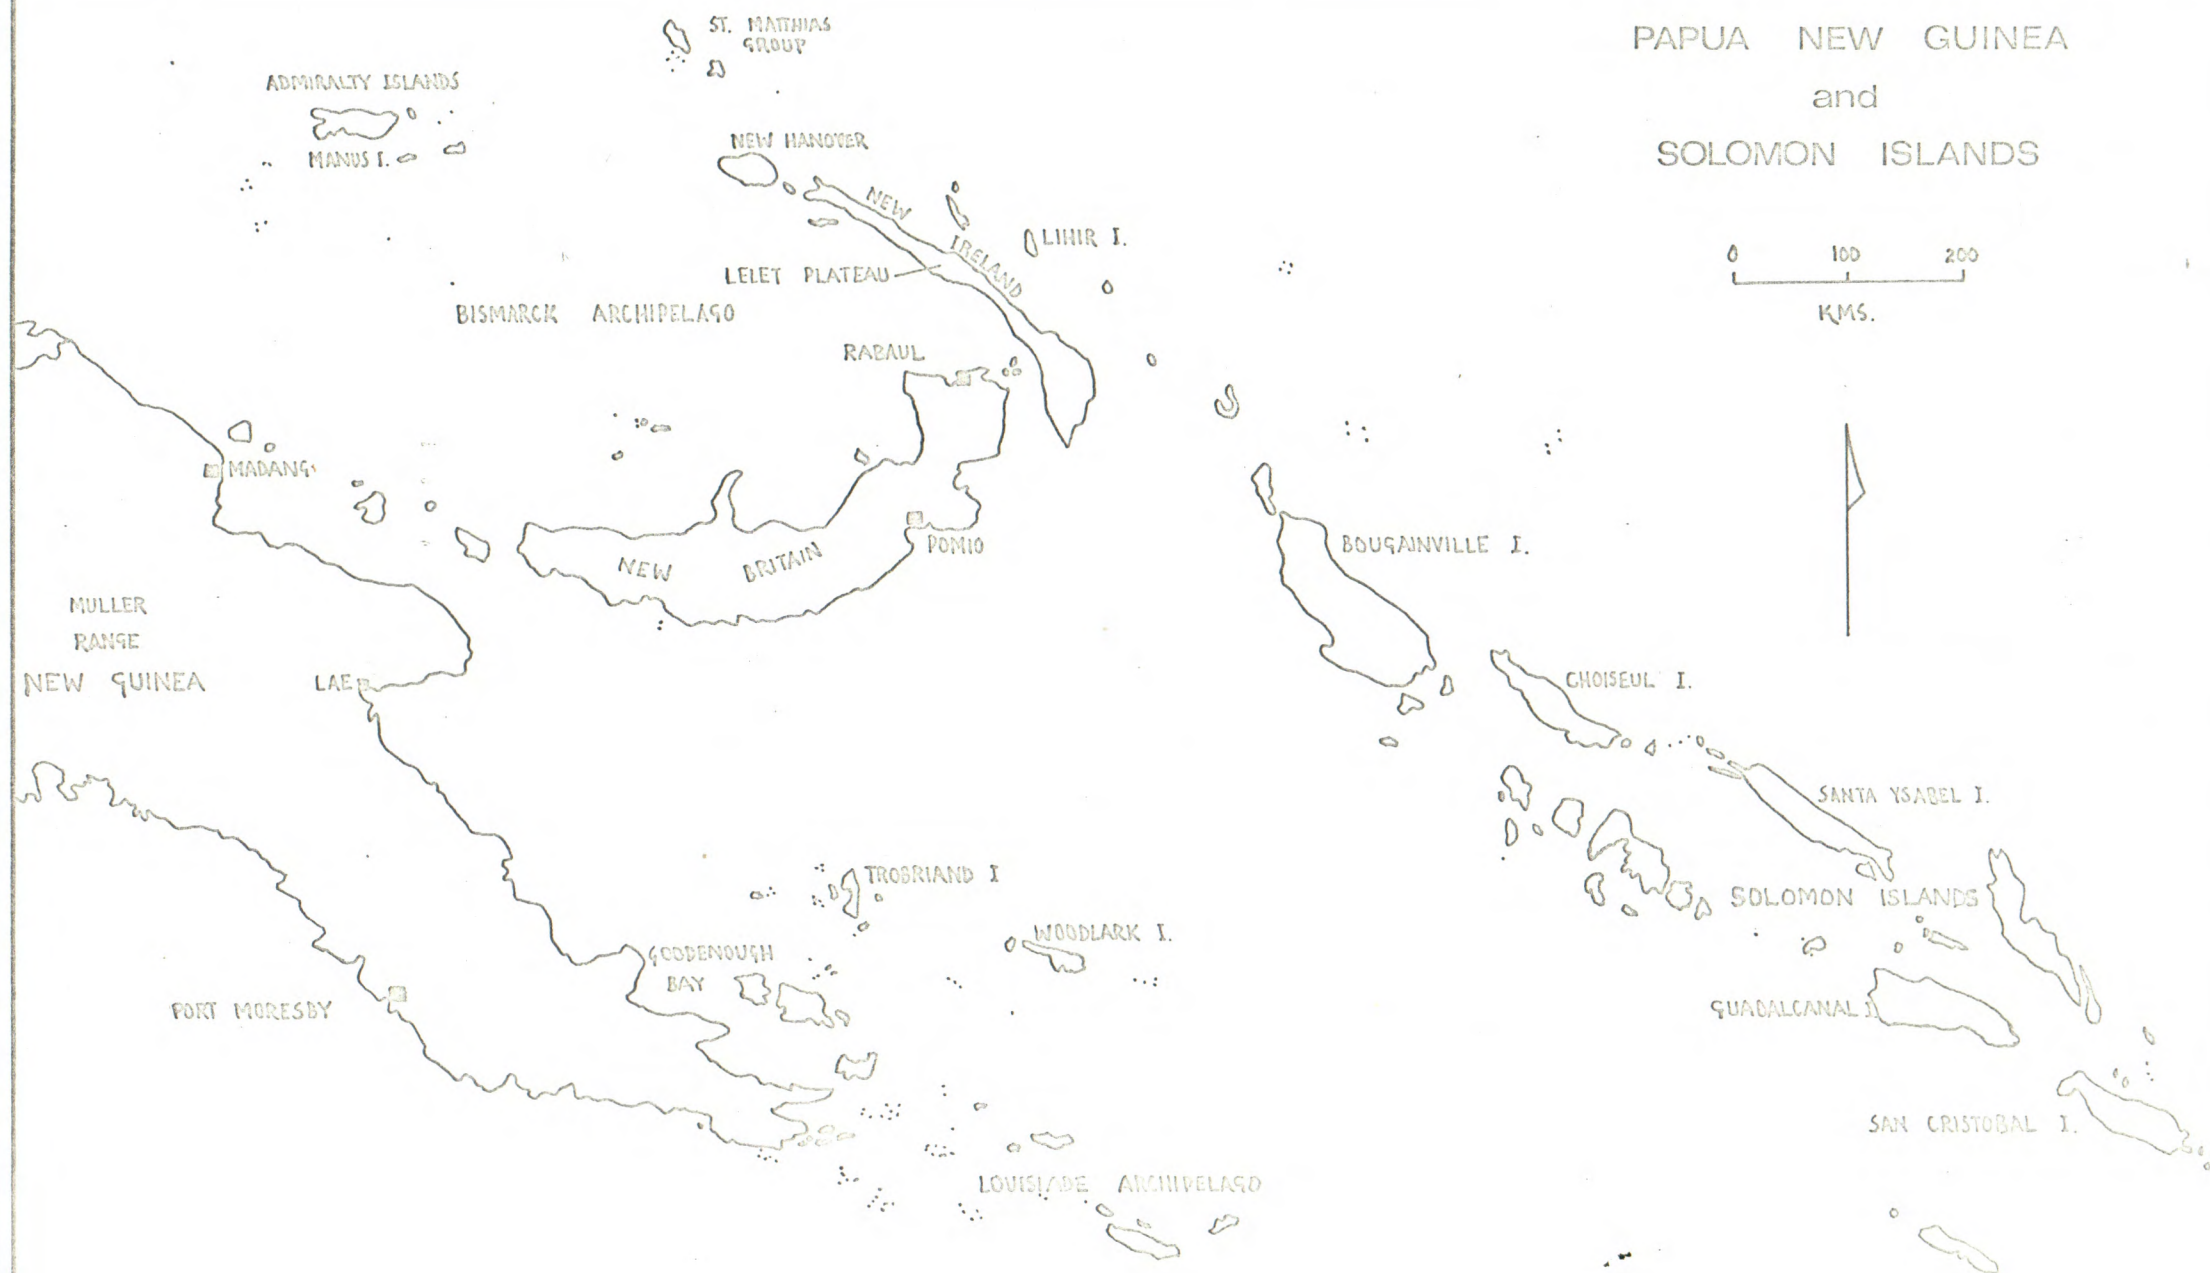 PAPUA NEW GUINEA
and
SOLOMON ISLANDS
0 100 200
KMS.
ST. MATTHIAS
GROUP
ADMIRALTY ISLANDS
MANUS I.
NEW HANOVER
NEW
IRELAND
LIHIR I.
LELET PLATEAU
BISMARCK ARCHIPELAGO
RABAUL
MADANG
POMIO
NEW BRITAIN
BOUGAINVILLE I.
MULLER
RANGE
NEW GUINEA
LAE
CHOISEUL I.
SANTA YSABEL I.
TROBRIAND I
SOLOMON ISLANDS
WOODLARK I.
GOODENOUGH
BAY
PORT MORESBY
GUADALCANAL I
SAN CRISTOBAL I.
LOUISIADE ARCHIPELAGO